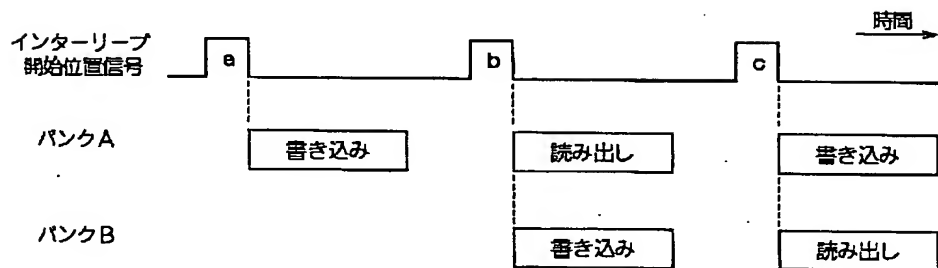 時間
インターリーブ
開始位置信号
a
b
c
バンクA
書き込み
読み出し
書き込み
バンクB
書き込み
読み出し